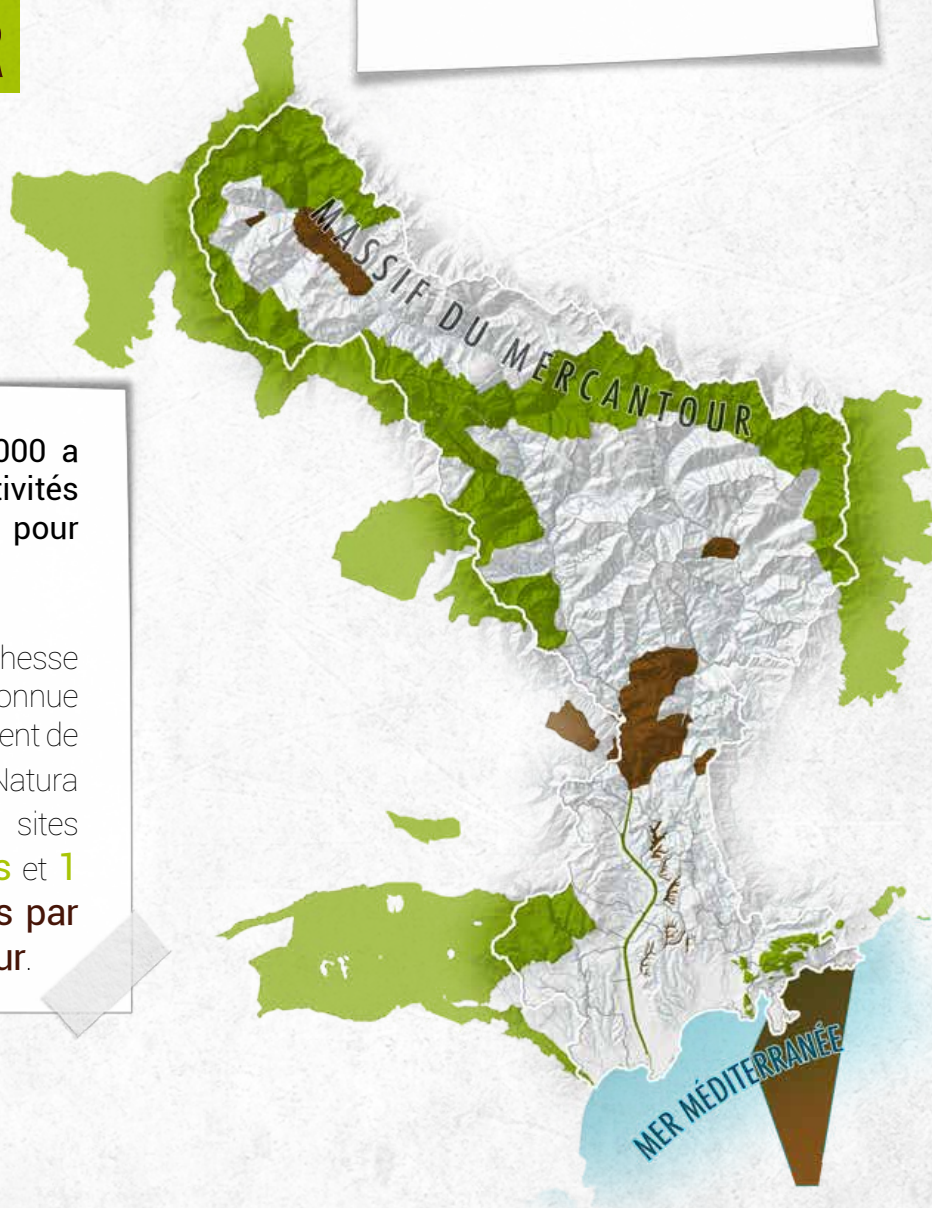 R
MASSIF DU MERCANTOUR
000 a
tivités
pour
hesse
onnue
ent de
Natura
sites
s et 1
s par
ur.
MER MÉDITERRANÉE